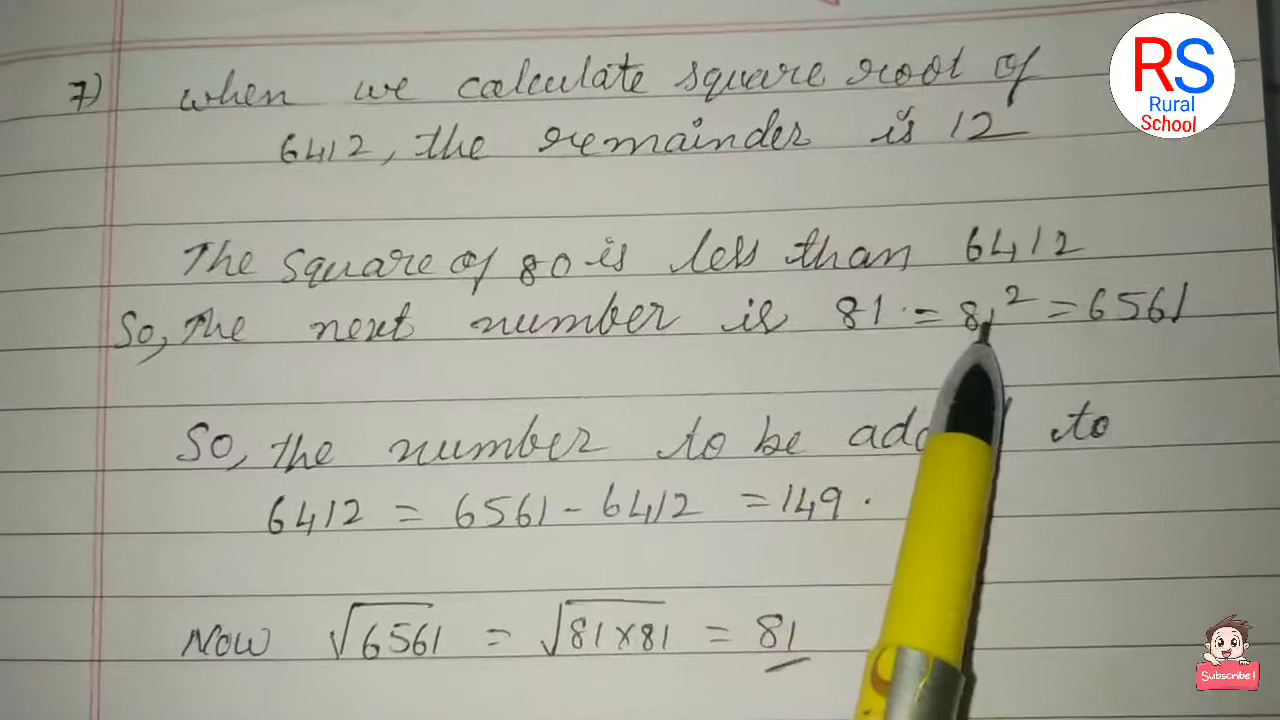 7) when we calculate square root of
6412, the remainder is 12
The square of 80 is less than 6412
So, the next number is 81 = 81² = 6561
So, the number to be to
6412 = 6561 - 6412 = 149.
Now √6561 = √81×81 = 81
RS
Rural
School
Subscribe!